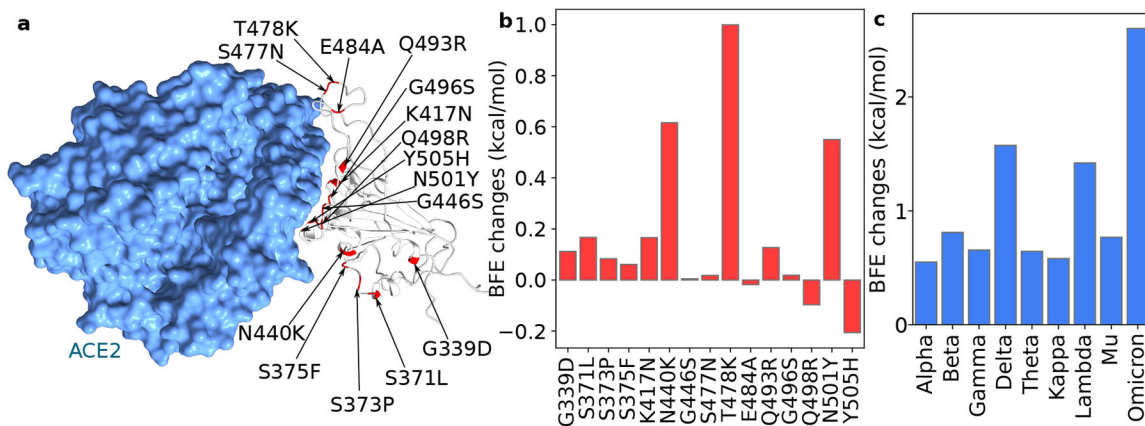 a
T478K
S477N
E484A
Q493R
G496S
K417N
Q498R
Y505H
N501Y
G446S
N440K
S375F
S373P
S371L
G339D
ACE2
b
BFE changes (kcal/mol)
1.0
0.8
0.6
0.4
0.2
0.0
−0.2
G339D
S371L
S373P
S375F
K417N
N440K
G446S
S477N
T478K
E484A
Q493R
G496S
Q498R
N501Y
Y505H
c
BFE changes (kcal/mol)
2
1
0
Alpha
Beta
Gamma
Delta
Theta
Kappa
Lambda
Mu
Omicron